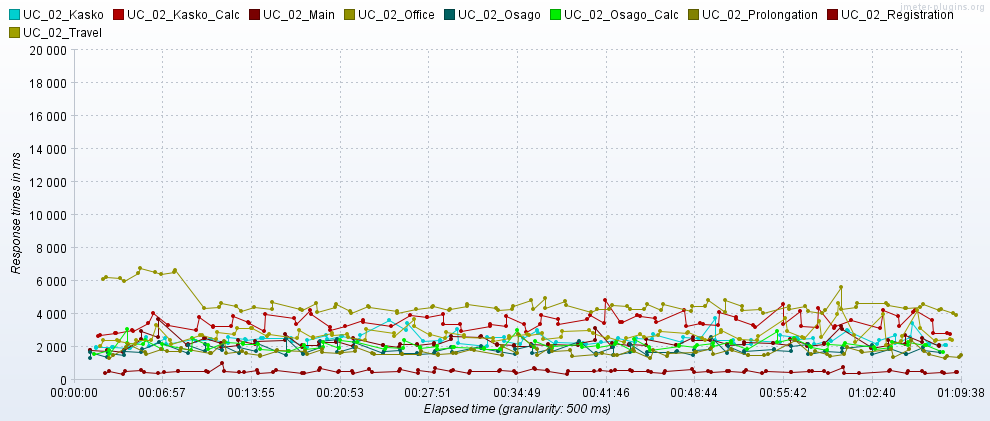 UC_02_Kasko UC_02_Kasko_Calc UC_02_Main UC_02_Office UC_02_Osago UC_02_Osago_Calc UC_02_Prolongation UC_02_Registration
jmeter-plugins.org
UC_02_Travel
20 000
18 000
16 000
14 000
12 000
10 000
8 000
6 000
4 000
2 000
0
Response times in ms
00:00:00 00:06:57 00:13:55 00:20:53 00:27:51 00:34:49 00:41:46 00:48:44 00:55:42 01:02:40 01:09:38
Elapsed time (granularity: 500 ms)